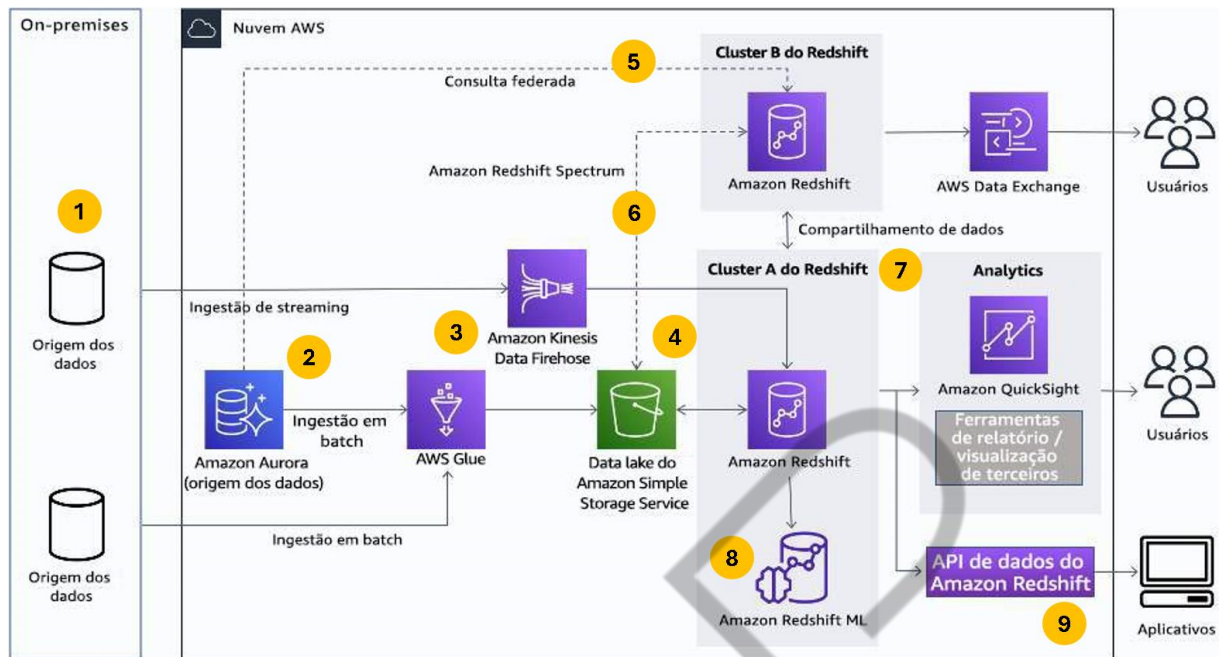 On-premises
Nuvem AWS
Cluster B do Redshift
5
Consulta federada
Amazon Redshift Spectrum
Amazon Redshift
AWS Data Exchange
Usuários
1
6
Compartilhamento de dados
Cluster A do Redshift
7
Analytics
Ingestão de streaming
Origem dos
dados
2
3
Amazon Kinesis
Data Firehose
4
Amazon QuickSight
Ferramentas
de relatório /
visualização
de terceiros
Usuários
Ingestão em
batch
Amazon Aurora
(origem dos dados)
AWS Glue
Data lake do
Amazon Simple
Storage Service
Amazon Redshift
Ingestão em batch
Origem dos
dados
8
Amazon Redshift ML
API de dados do
Amazon Redshift
9
Aplicativos